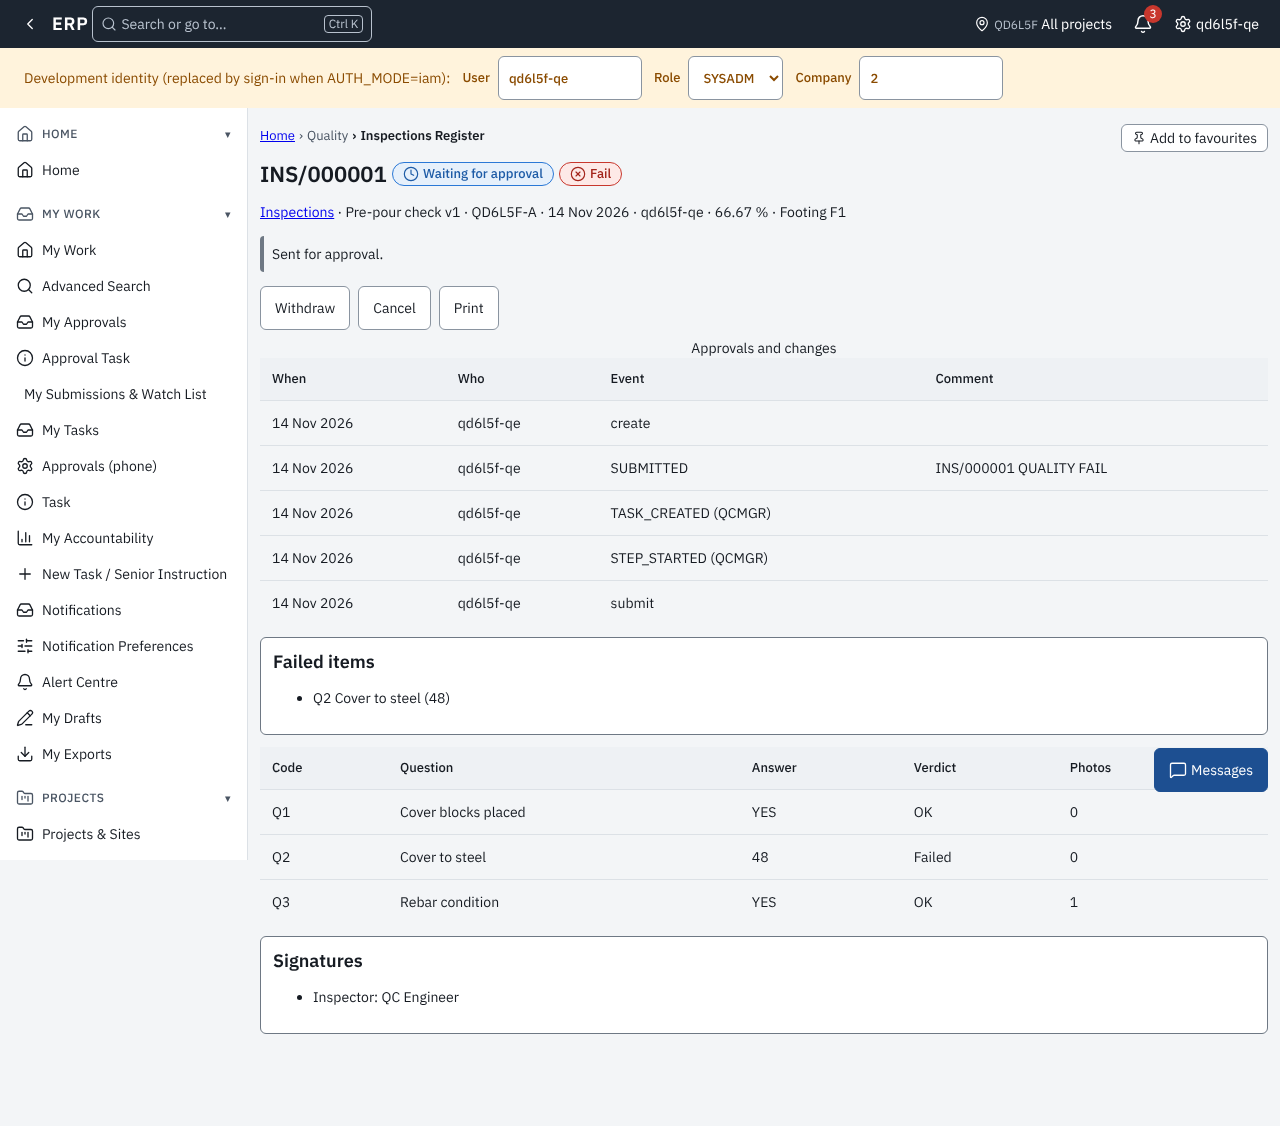 ERP Search or go to... Ctrl K QD6L5F All projects 3 qd6l5f-qe
Development identity (replaced by sign-in when AUTH_MODE=iam): User qd6l5f-qe Role SYSADM Company 2
HOME
Home
MY WORK
My Work
Advanced Search
My Approvals
Approval Task
My Submissions & Watch List
My Tasks
Approvals (phone)
Task
My Accountability
New Task / Senior Instruction
Notifications
Notification Preferences
Alert Centre
My Drafts
My Exports
PROJECTS
Projects & Sites
Home › Quality › Inspections Register
Add to favourites
INS/000001 Waiting for approval Fail
Inspections · Pre-pour check v1 · QD6L5F-A · 14 Nov 2026 · qd6l5f-qe · 66.67 % · Footing F1
Sent for approval.
Withdraw Cancel Print
Approvals and changes
When Who Event Comment
14 Nov 2026 qd6l5f-qe create
14 Nov 2026 qd6l5f-qe SUBMITTED INS/000001 QUALITY FAIL
14 Nov 2026 qd6l5f-qe TASK_CREATED (QCMGR)
14 Nov 2026 qd6l5f-qe STEP_STARTED (QCMGR)
14 Nov 2026 qd6l5f-qe submit
Failed items
• Q2 Cover to steel (48)
Code Question Answer Verdict Photos
Messages
Q1 Cover blocks placed YES OK 0
Q2 Cover to steel 48 Failed 0
Q3 Rebar condition YES OK 1
Signatures
• Inspector: QC Engineer